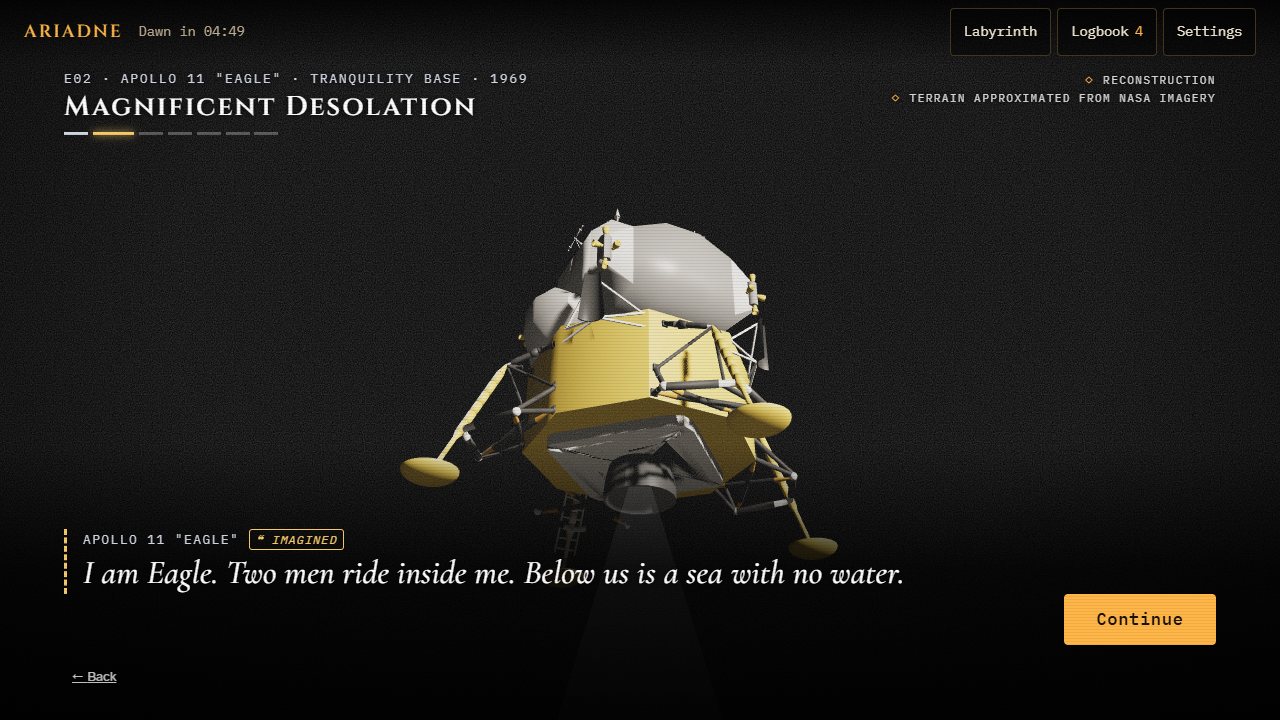 ARIADNE Dawn in 04:49 Labyrinth Logbook 4 Settings
E02 · APOLLO 11 "EAGLE" · TRANQUILITY BASE · 1969
Magnificent Desolation
◇ RECONSTRUCTION
◇ TERRAIN APPROXIMATED FROM NASA IMAGERY
APOLLO 11 "EAGLE" ❝ IMAGINED
I am Eagle. Two men ride inside me. Below us is a sea with no water.
Continue
← Back